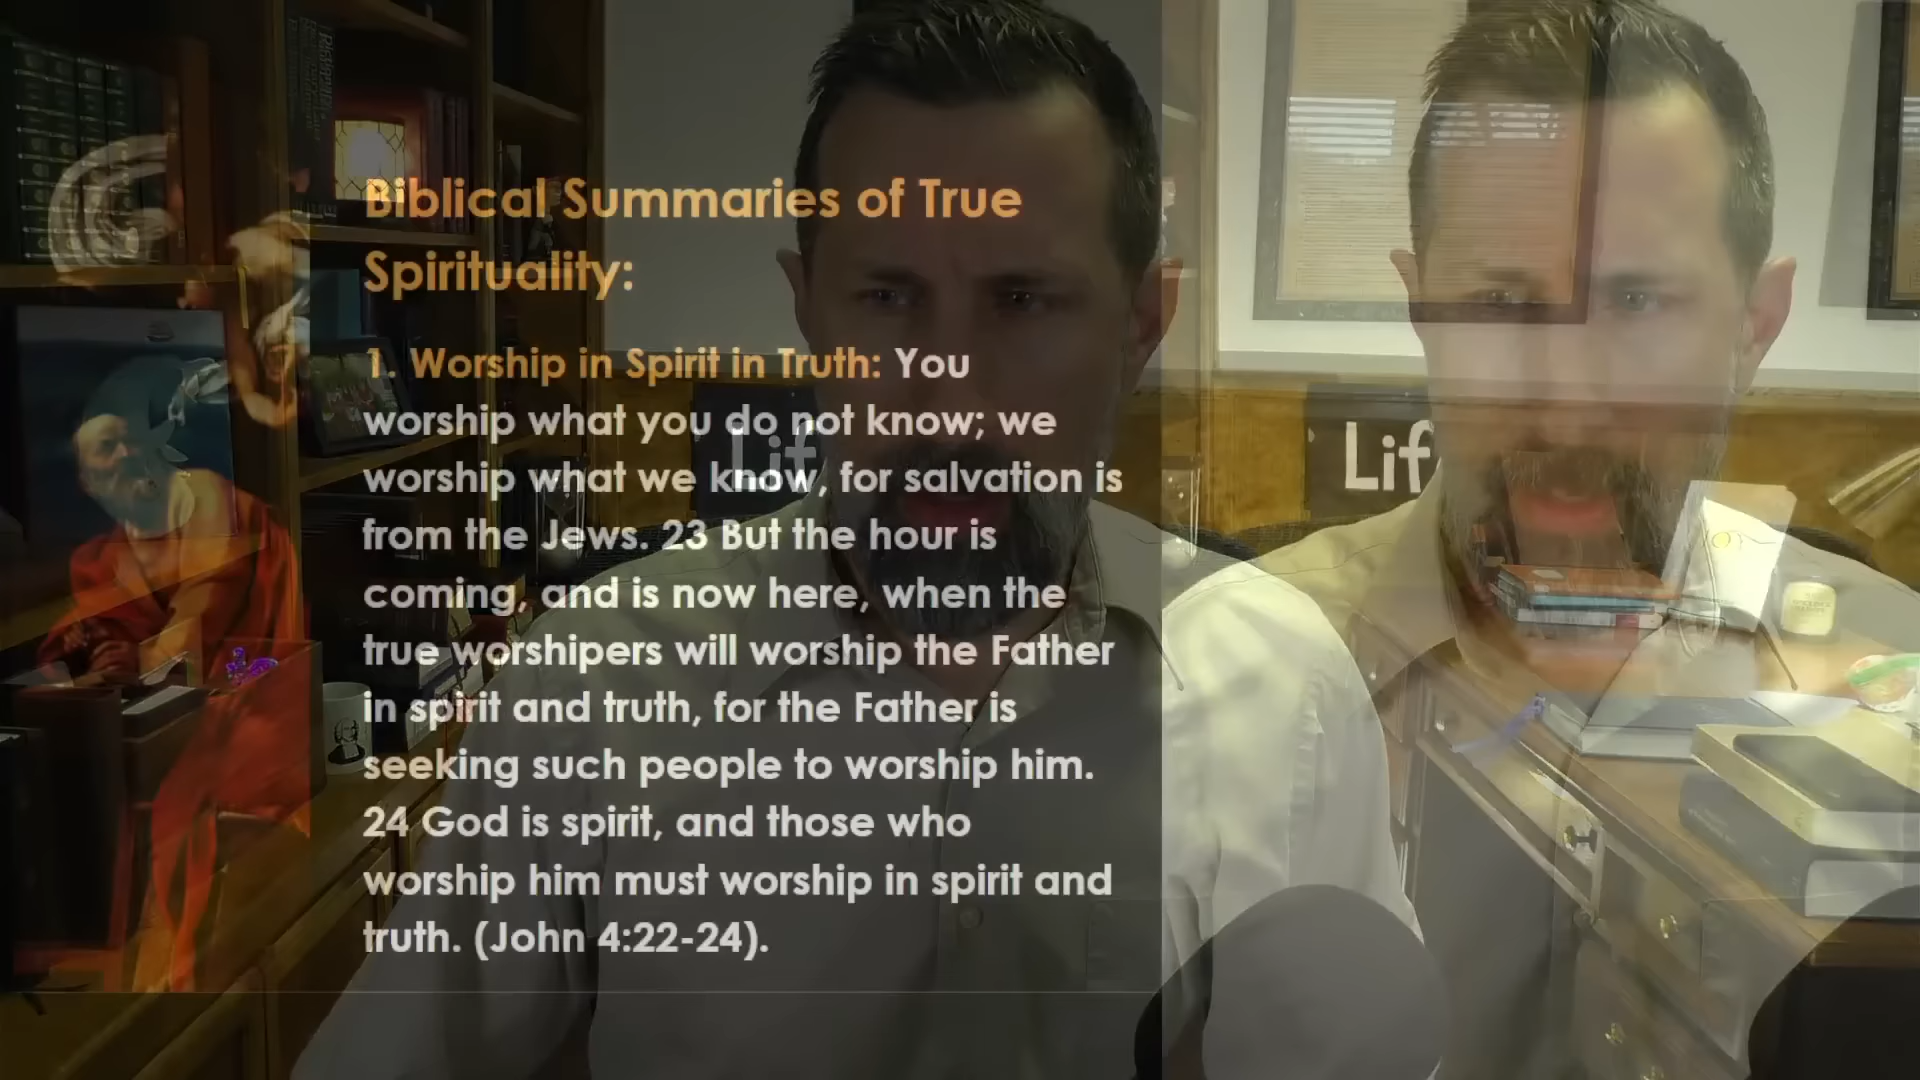 Biblical Summaries of True
Spirituality:
1. Worship in Spirit in Truth: You
worship what you do not know; we
worship what we know, for salvation is
from the Jews. 23 But the hour is
coming, and is now here, when the
true worshipers will worship the Father
in spirit and truth, for the Father is
seeking such people to worship him.
24 God is spirit, and those who
worship him must worship in spirit and
truth. (John 4:22-24).
Lif
Lif